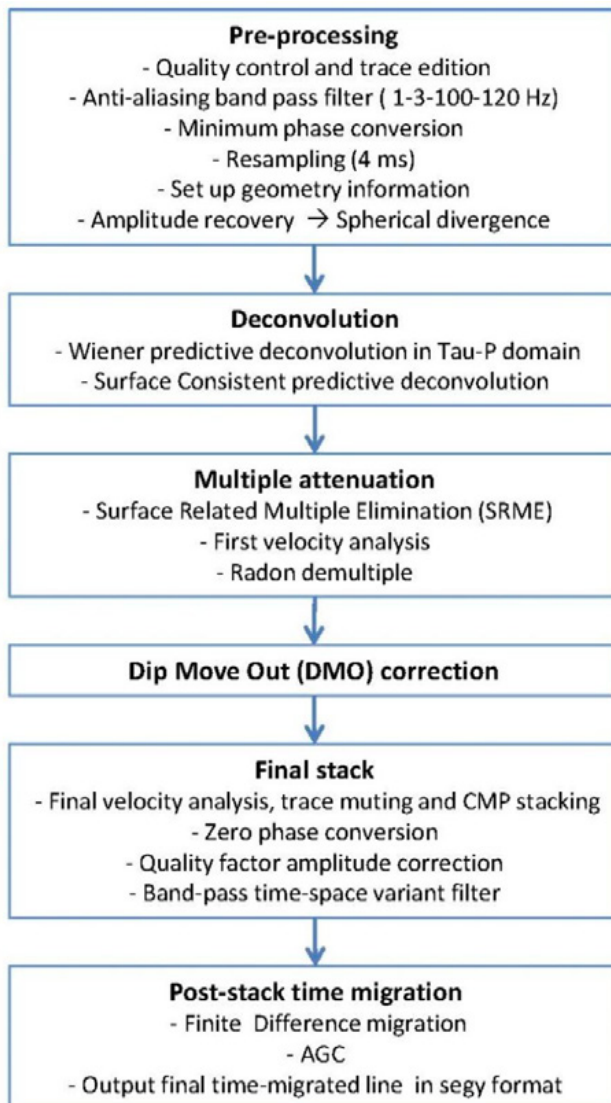 Pre-processing
- Quality control and trace edition
- Anti-aliasing band pass filter ( 1-3-100-120 Hz)
- Minimum phase conversion
- Resampling (4 ms)
- Set up geometry information
- Amplitude recovery → Spherical divergence
Deconvolution
- Wiener predictive deconvolution in Tau-P domain
- Surface Consistent predictive deconvolution
Multiple attenuation
- Surface Related Multiple Elimination (SRME)
- First velocity analysis
- Radon demultiple
Dip Move Out (DMO) correction
Final stack
- Final velocity analysis, trace muting and CMP stacking
- Zero phase conversion
- Quality factor amplitude correction
- Band-pass time-space variant filter
Post-stack time migration
- Finite Difference migration
- AGC
- Output final time-migrated line in segy format